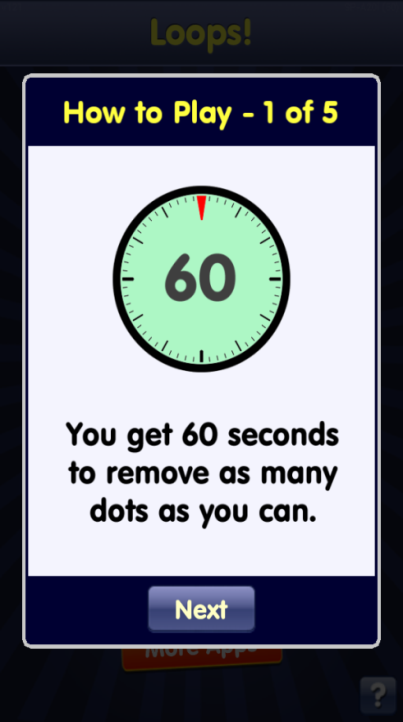 Loops!
How to Play - 1 of 5
60
You get 60 seconds
to remove as many
dots as you can.
Next
More Apps
?